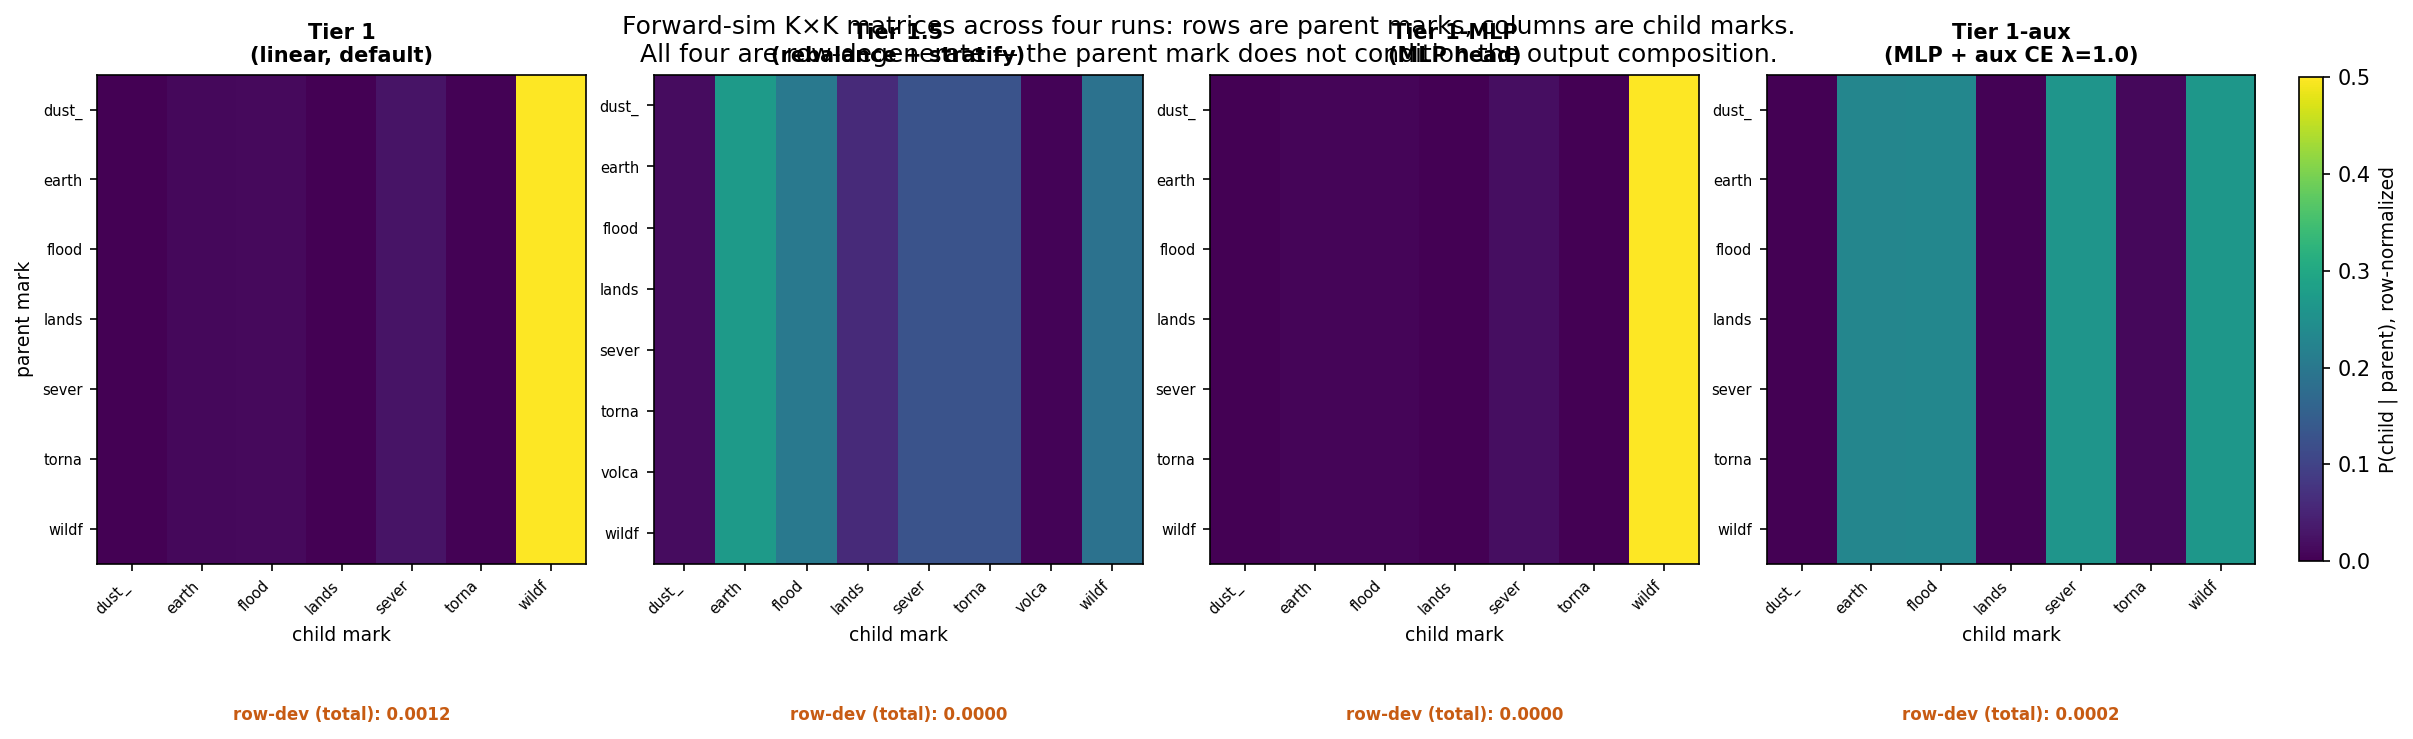 Forward-sim K×K matrices across four runs: rows are parent marks, columns are child marks.
All four are row-degenerate — the parent mark does not condition the output composition.
Tier 1
(linear, default)
Tier 1.5
(rebalance + stratify)
Tier 1-MLP
(MLP head)
Tier 1-aux
(MLP + aux CE λ=1.0)
parent mark
dust_
earth
flood
lands
sever
torna
wildf
dust_
earth
flood
lands
sever
torna
wildf
child mark
row-dev (total): 0.0012
dust_
earth
flood
lands
sever
torna
volca
wildf
dust_
earth
flood
lands
sever
torna
volca
wildf
child mark
row-dev (total): 0.0000
dust_
earth
flood
lands
sever
torna
wildf
dust_
earth
flood
lands
sever
torna
wildf
child mark
row-dev (total): 0.0000
dust_
earth
flood
lands
sever
torna
wildf
dust_
earth
flood
lands
sever
torna
wildf
child mark
row-dev (total): 0.0002
0.5
0.4
0.3
0.2
0.1
0.0
P(child | parent), row-normalized